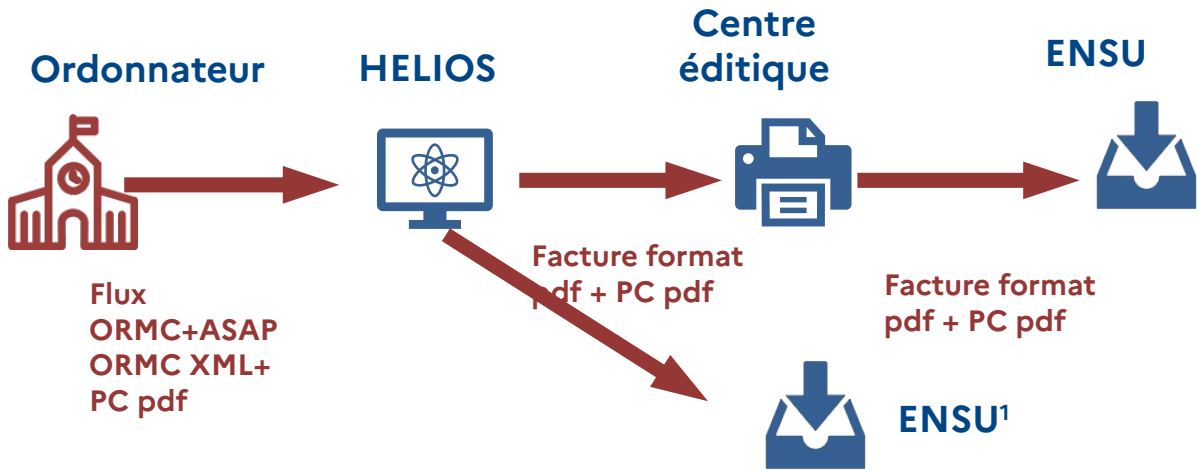 Ordonnateur
HELIOS
Centre
éditique
ENSU
Flux
ORMC+ASAP
ORMC XML+
PC pdf
Facture format
pdf + PC pdf
Facture format
pdf + PC pdf
ENSU¹